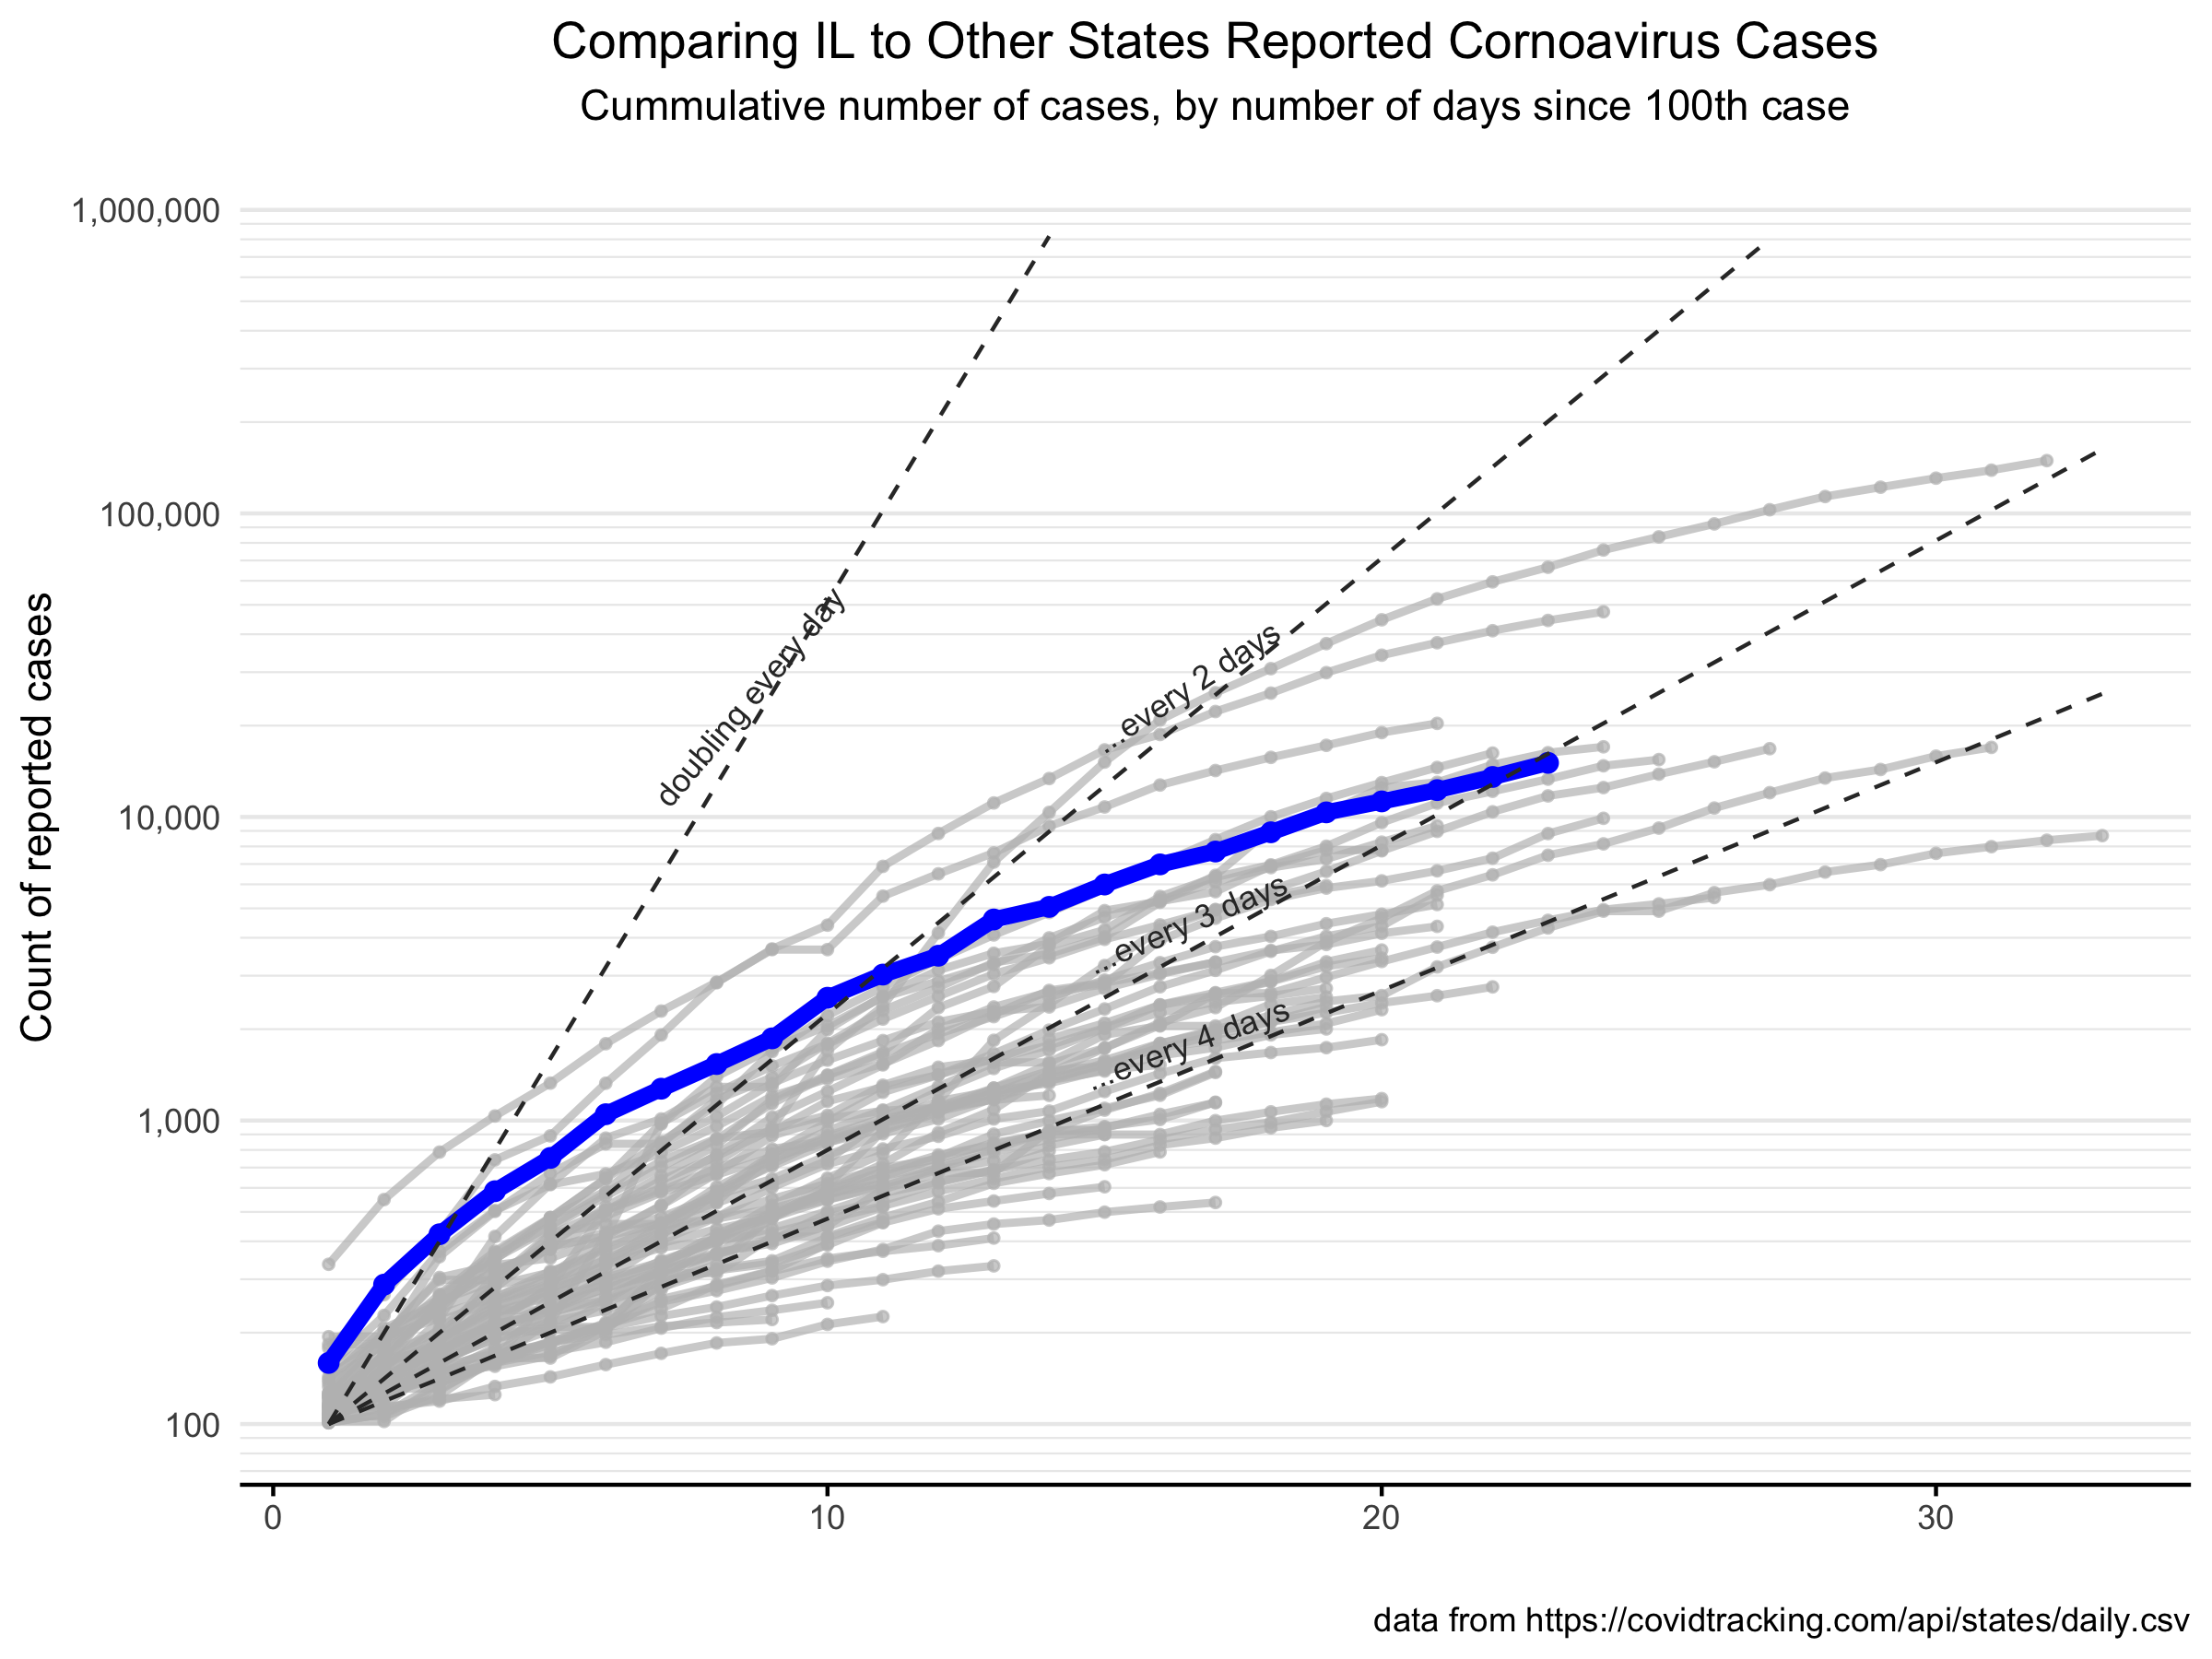 Comparing IL to Other States Reported Cornoavirus Cases
Cummulative number of cases, by number of days since 100th case
Count of reported cases
1,000,000
100,000
10,000
1,000
100
doubling every day
...every 2 days
...every 3 days
...every 4 days
0
10
20
30
data from https://covidtracking.com/api/states/daily.csv